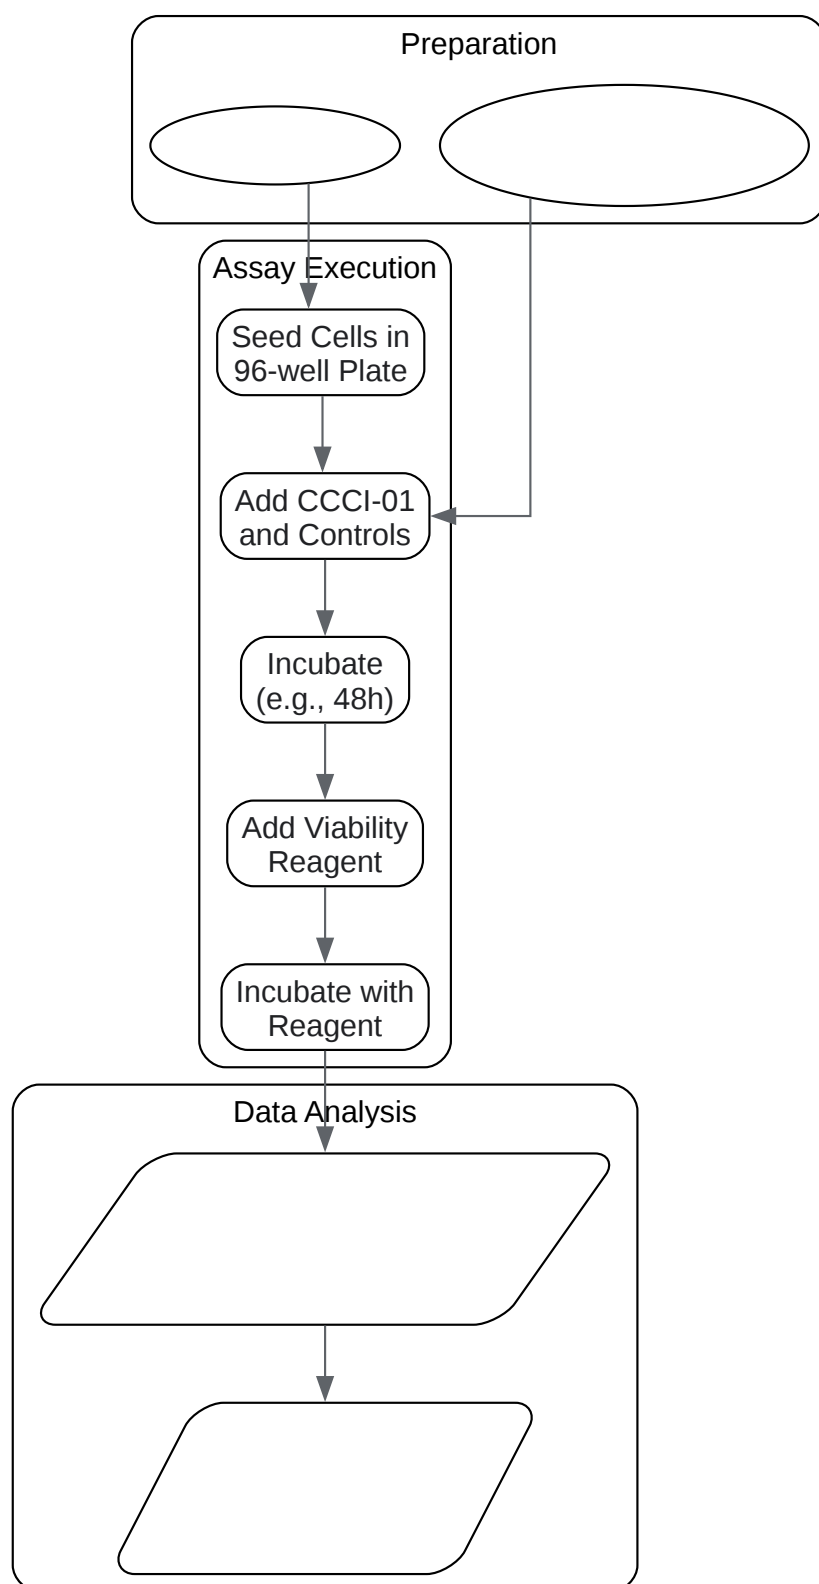 Preparation
Assay Execution
Seed Cells in
96-well Plate
Add CCCI-01
and Controls
Incubate
(e.g., 48h)
Add Viability
Reagent
Incubate with
Reagent
Data Analysis